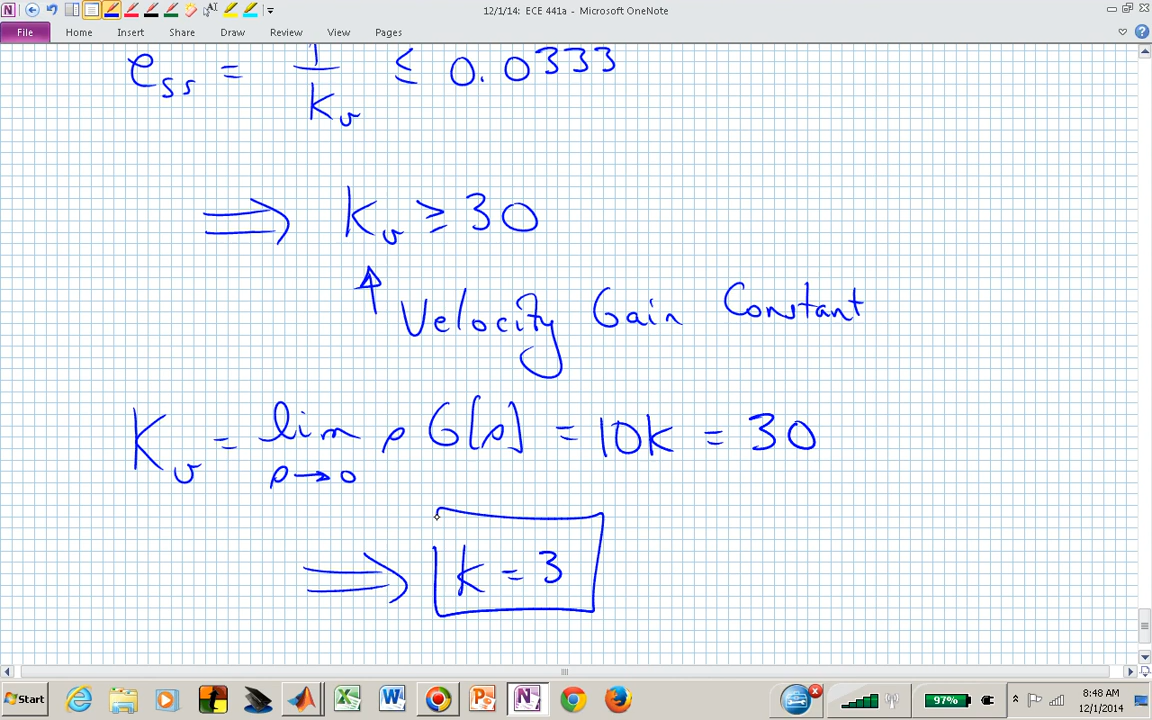 12/1/14: ECE 441a - Microsoft OneNote
File Home Insert Share Draw Review View Pages
e_ss = 1/K_v ≤ 0.0333
⇒ K_v ≥ 30
↑ Velocity Gain Constant
K_v = lim s→0 s G(s) = 10K = 30
⇒ K = 3
Start
97%
8:48 AM
12/1/2014